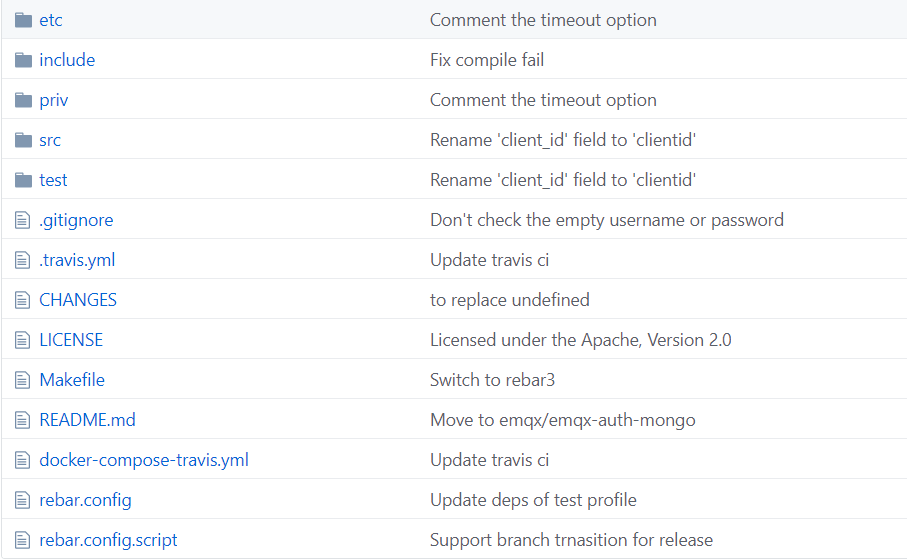 etc Comment the timeout option
include Fix compile fail
priv Comment the timeout option
src Rename 'client_id' field to 'clientid'
test Rename 'client_id' field to 'clientid'
.gitignore Don't check the empty username or password
.travis.yml Update travis ci
CHANGES to replace undefined
LICENSE Licensed under the Apache, Version 2.0
Makefile Switch to rebar3
README.md Move to emqx/emqx-auth-mongo
docker-compose-travis.yml Update travis ci
rebar.config Update deps of test profile
rebar.config.script Support branch trnasition for release